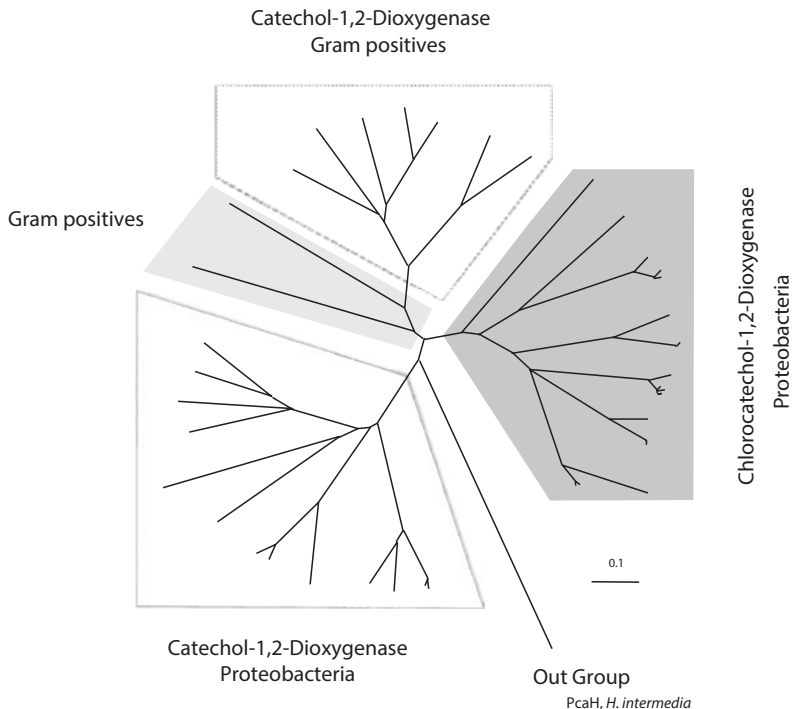 Catechol-1,2-Dioxygenase
Gram positives
Gram positives
Chlorocatechol-1,2-Dioxygenase
Proteobacteria
0.1
Catechol-1,2-Dioxygenase
Proteobacteria
Out Group
PcaH, H. intermedia